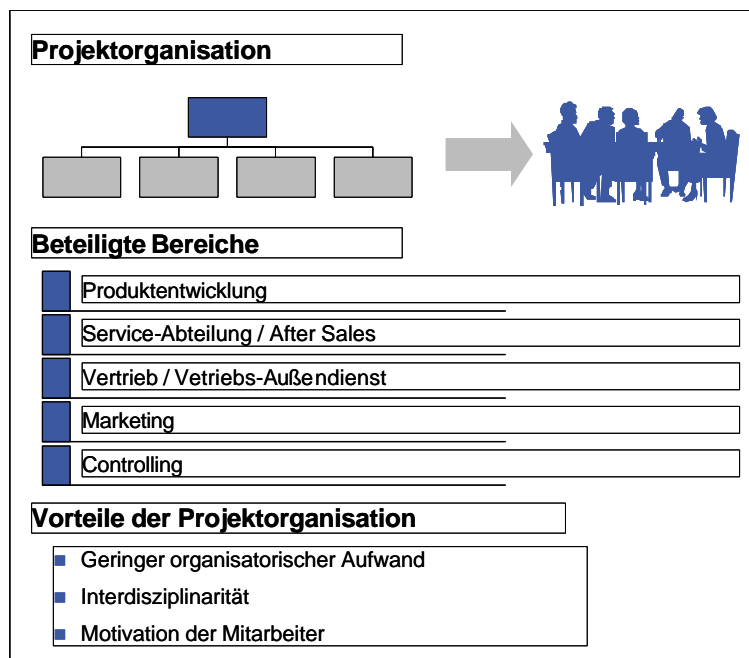 Projektorganisation
Beteiligte Bereiche
Produktentwicklung
Service-Abteilung / After Sales
Vertrieb / Vetriebs-Außendienst
Marketing
Controlling
Vorteile der Projektorganisation
Geringer organisatorischer Aufwand
Interdisziplinarität
Motivation der Mitarbeiter